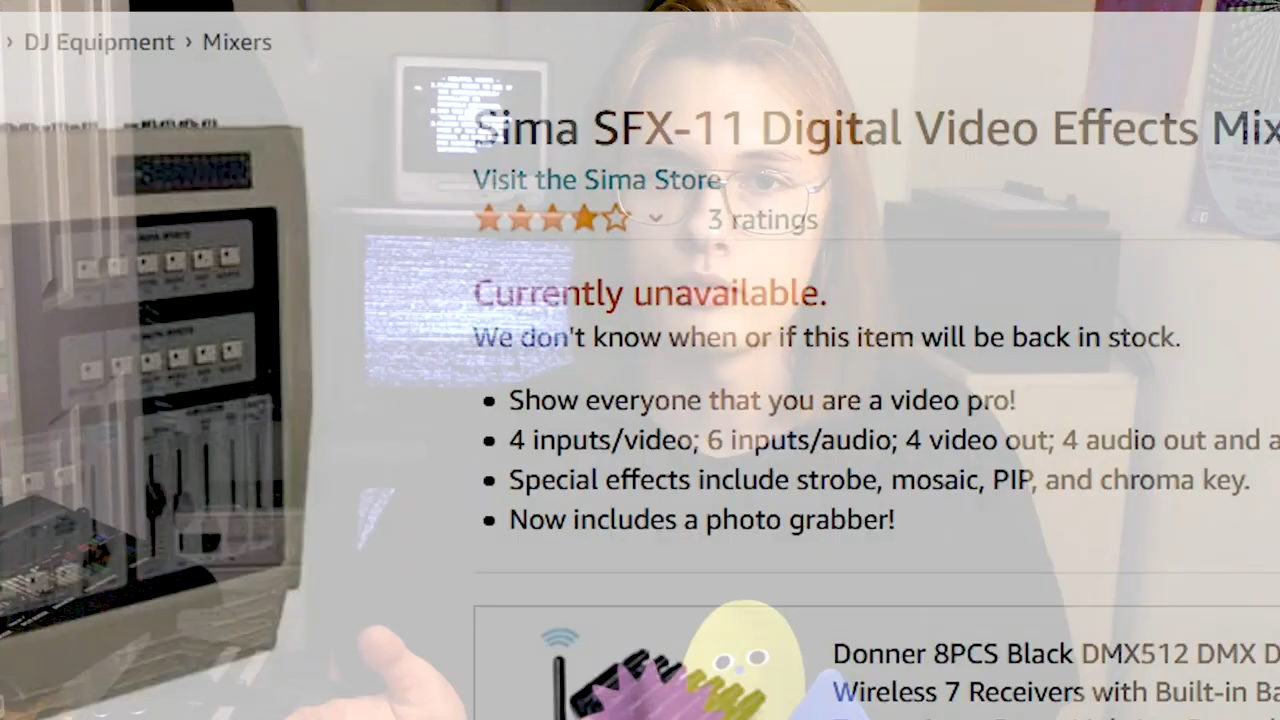 › DJ Equipment › Mixers
Sima SFX-11 Digital Video Effects Mix
Visit the Sima Store
3 ratings
Currently unavailable.
We don't know when or if this item will be back in stock.
• Show everyone that you are a video pro!
• 4 inputs/video; 6 inputs/audio; 4 video out; 4 audio out and a
• Special effects include strobe, mosaic, PIP, and chroma key.
• Now includes a photo grabber!
Donner 8PCS Black DMX512 DMX D
Wireless 7 Receivers with Built-in Ba